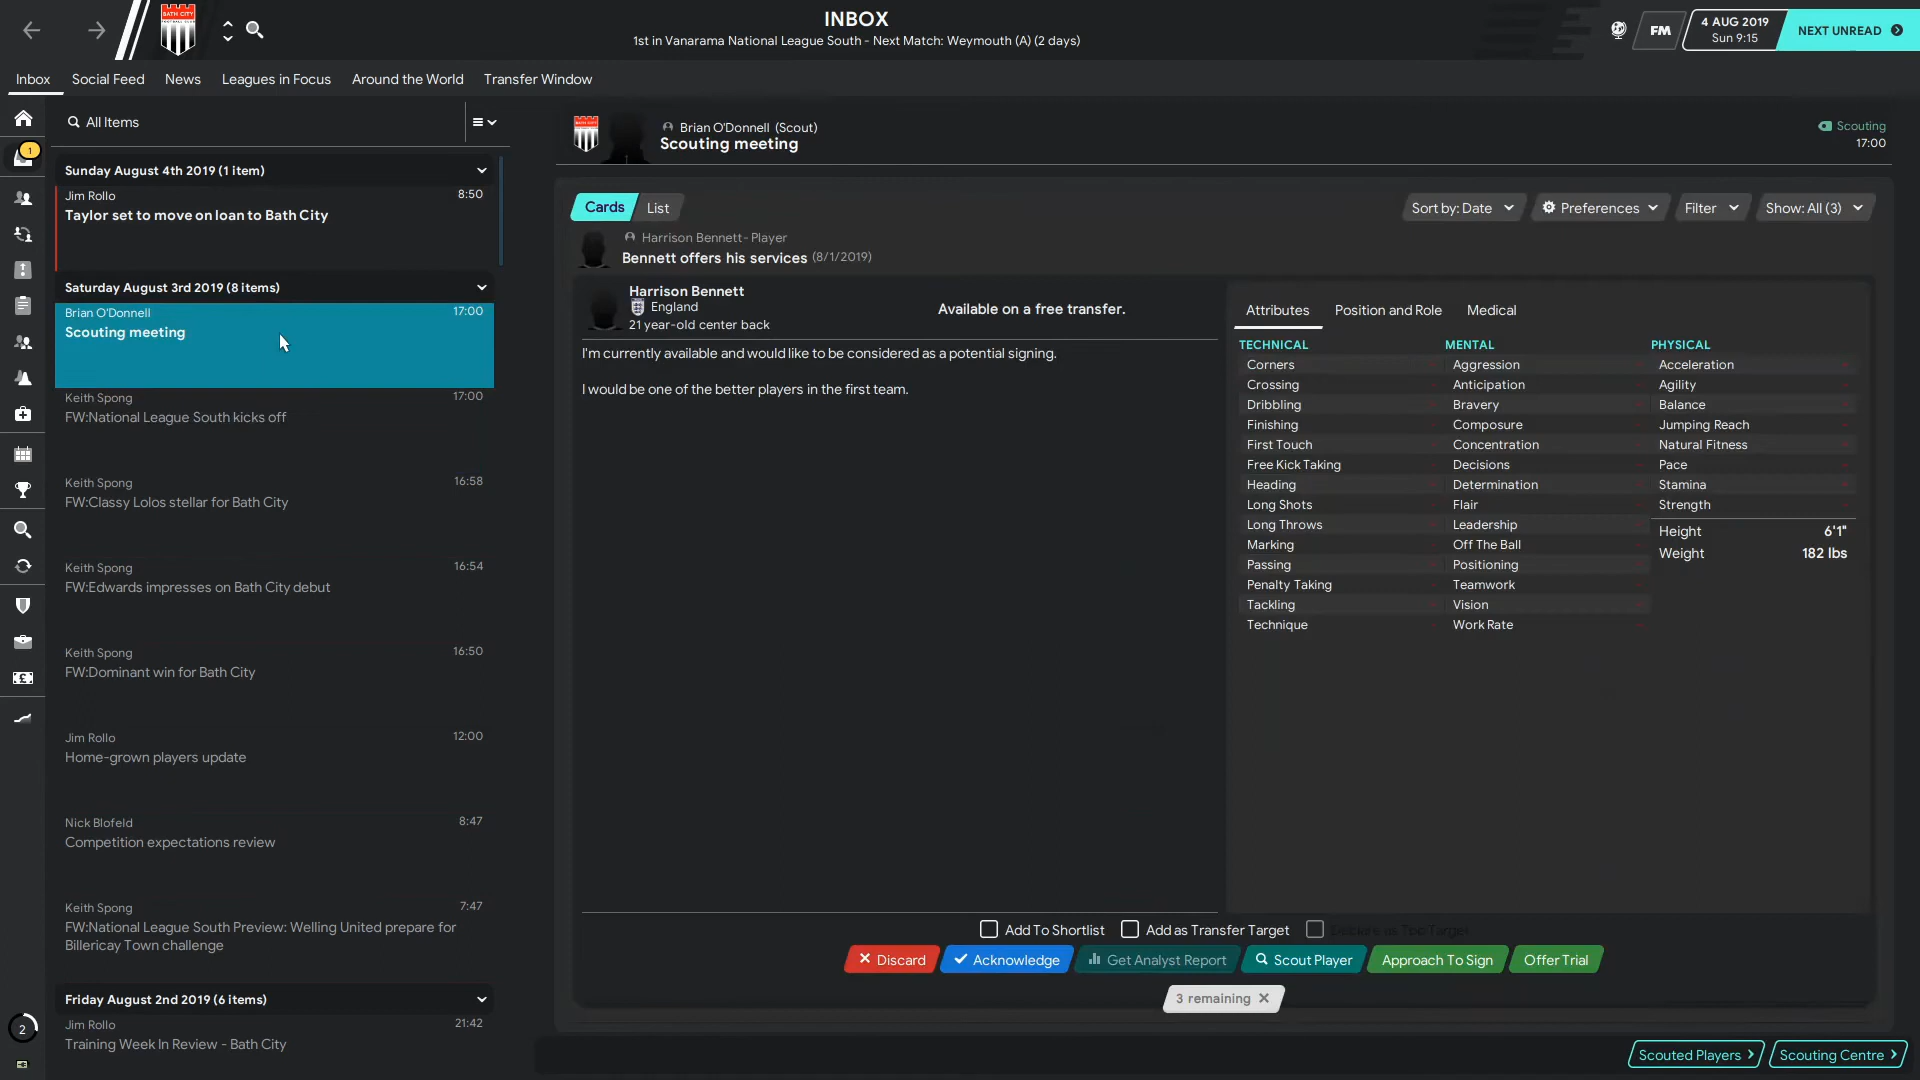 INBOX
1st in Vanarama National League South - Next Match: Weymouth (A) (2 days)
FM
4 AUG 2019
Sun 9:15
NEXT UNREAD
BATH CITY
Inbox
Social Feed
News
Leagues in Focus
Around the World
Transfer Window
All Items
1
Sunday August 4th 2019 (1 item)
Jim Rollo
8:50
Taylor set to move on loan to Bath City
Saturday August 3rd 2019 (8 items)
Brian O'Donnell
17:00
Scouting meeting
Keith Spong
17:00
FW:National League South kicks off
Keith Spong
16:58
FW:Classy Lolos stellar for Bath City
Keith Spong
16:54
FW:Edwards impresses on Bath City debut
Keith Spong
16:50
FW:Dominant win for Bath City
Jim Rollo
12:00
Home-grown players update
Nick Blofeld
8:47
Competition expectations review
Keith Spong
7:47
FW:National League South Preview: Welling United prepare for
Billericay Town challenge
Friday August 2nd 2019 (6 items)
Jim Rollo
21:42
Training Week In Review - Bath City
2
Brian O'Donnell (Scout)
Scouting meeting
Scouting
17:00
Cards
List
Sort by: Date
Preferences
Filter
Show: All (3)
Harrison Bennett - Player
Bennett offers his services (8/1/2019)
Harrison Bennett
England
21 year-old center back
Available on a free transfer.
I'm currently available and would like to be considered as a potential signing.
I would be one of the better players in the first team.
Attributes
Position and Role
Medical
TECHNICAL
Corners
Crossing
Dribbling
Finishing
First Touch
Free Kick Taking
Heading
Long Shots
Long Throws
Marking
Passing
Penalty Taking
Tackling
Technique
MENTAL
Aggression
Anticipation
Bravery
Composure
Concentration
Decisions
Determination
Flair
Leadership
Off The Ball
Positioning
Teamwork
Vision
Work Rate
PHYSICAL
Acceleration
Agility
Balance
Jumping Reach
Natural Fitness
Pace
Stamina
Strength
Height 6'1"
Weight 182 lbs
Add To Shortlist
Add as Transfer Target
Declare as Top Target
Discard
Acknowledge
Get Analyst Report
Scout Player
Approach To Sign
Offer Trial
3 remaining
Scouted Players
Scouting Centre